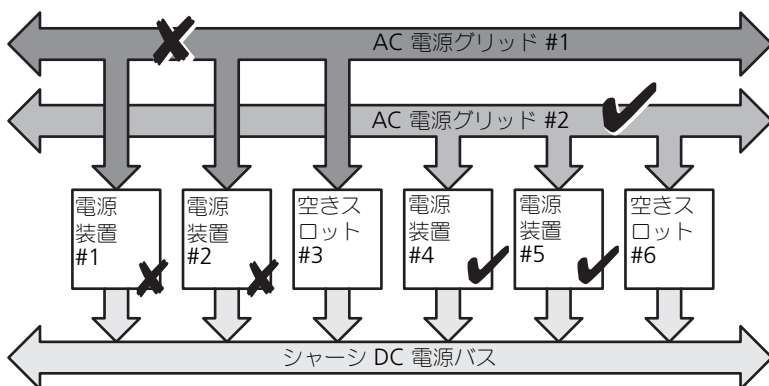 AC 電源グリッド #1
AC 電源グリッド #2
電源
装置
#1
電源
装置
#2
空きス
ロット
#3
電源
装置
#4
電源
装置
#5
空きス
ロット
#6
シャーシ DC 電源バス